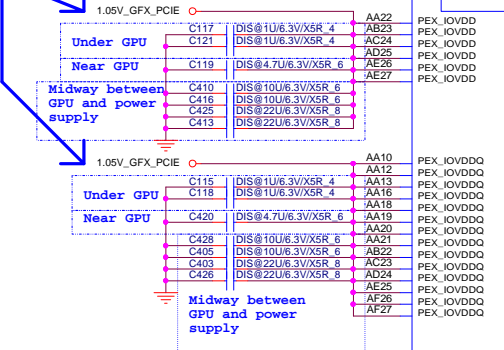 1.05V_GFX_PCIE
AA22 PEX_IOVDD
C117 DIS@1U/6.3V/X5R_4 AB23 PEX_IOVDD
Under GPU C121 DIS@1U/6.3V/X5R_4 AC24 PEX_IOVDD
AD25 PEX_IOVDD
Near GPU C119 DIS@4.7U/6.3V/X5R_6 AE26 PEX_IOVDD
AE27 PEX_IOVDD
Midway between C410 DIS@10U/6.3V/X5R_6
GPU and power C416 DIS@10U/6.3V/X5R_6
supply C425 DIS@22U/6.3V/X5R_8
C413 DIS@22U/6.3V/X5R_8
1.05V_GFX_PCIE AA10 PEX_IOVDDQ
AA12 PEX_IOVDDQ
C115 DIS@1U/6.3V/X5R_4 AA13 PEX_IOVDDQ
Under GPU C118 DIS@1U/6.3V/X5R_4 AA16 PEX_IOVDDQ
AA18 PEX_IOVDDQ
Near GPU C420 DIS@4.7U/6.3V/X5R_6 AA19 PEX_IOVDDQ
AA20 PEX_IOVDDQ
C428 DIS@10U/6.3V/X5R_6 AA21 PEX_IOVDDQ
C405 DIS@10U/6.3V/X5R_6 AB22 PEX_IOVDDQ
C403 DIS@22U/6.3V/X5R_8 AC23 PEX_IOVDDQ
C426 DIS@22U/6.3V/X5R_8 AD24 PEX_IOVDDQ
AE25 PEX_IOVDDQ
Midway between AF26 PEX_IOVDDQ
GPU and power AF27 PEX_IOVDDQ
supply